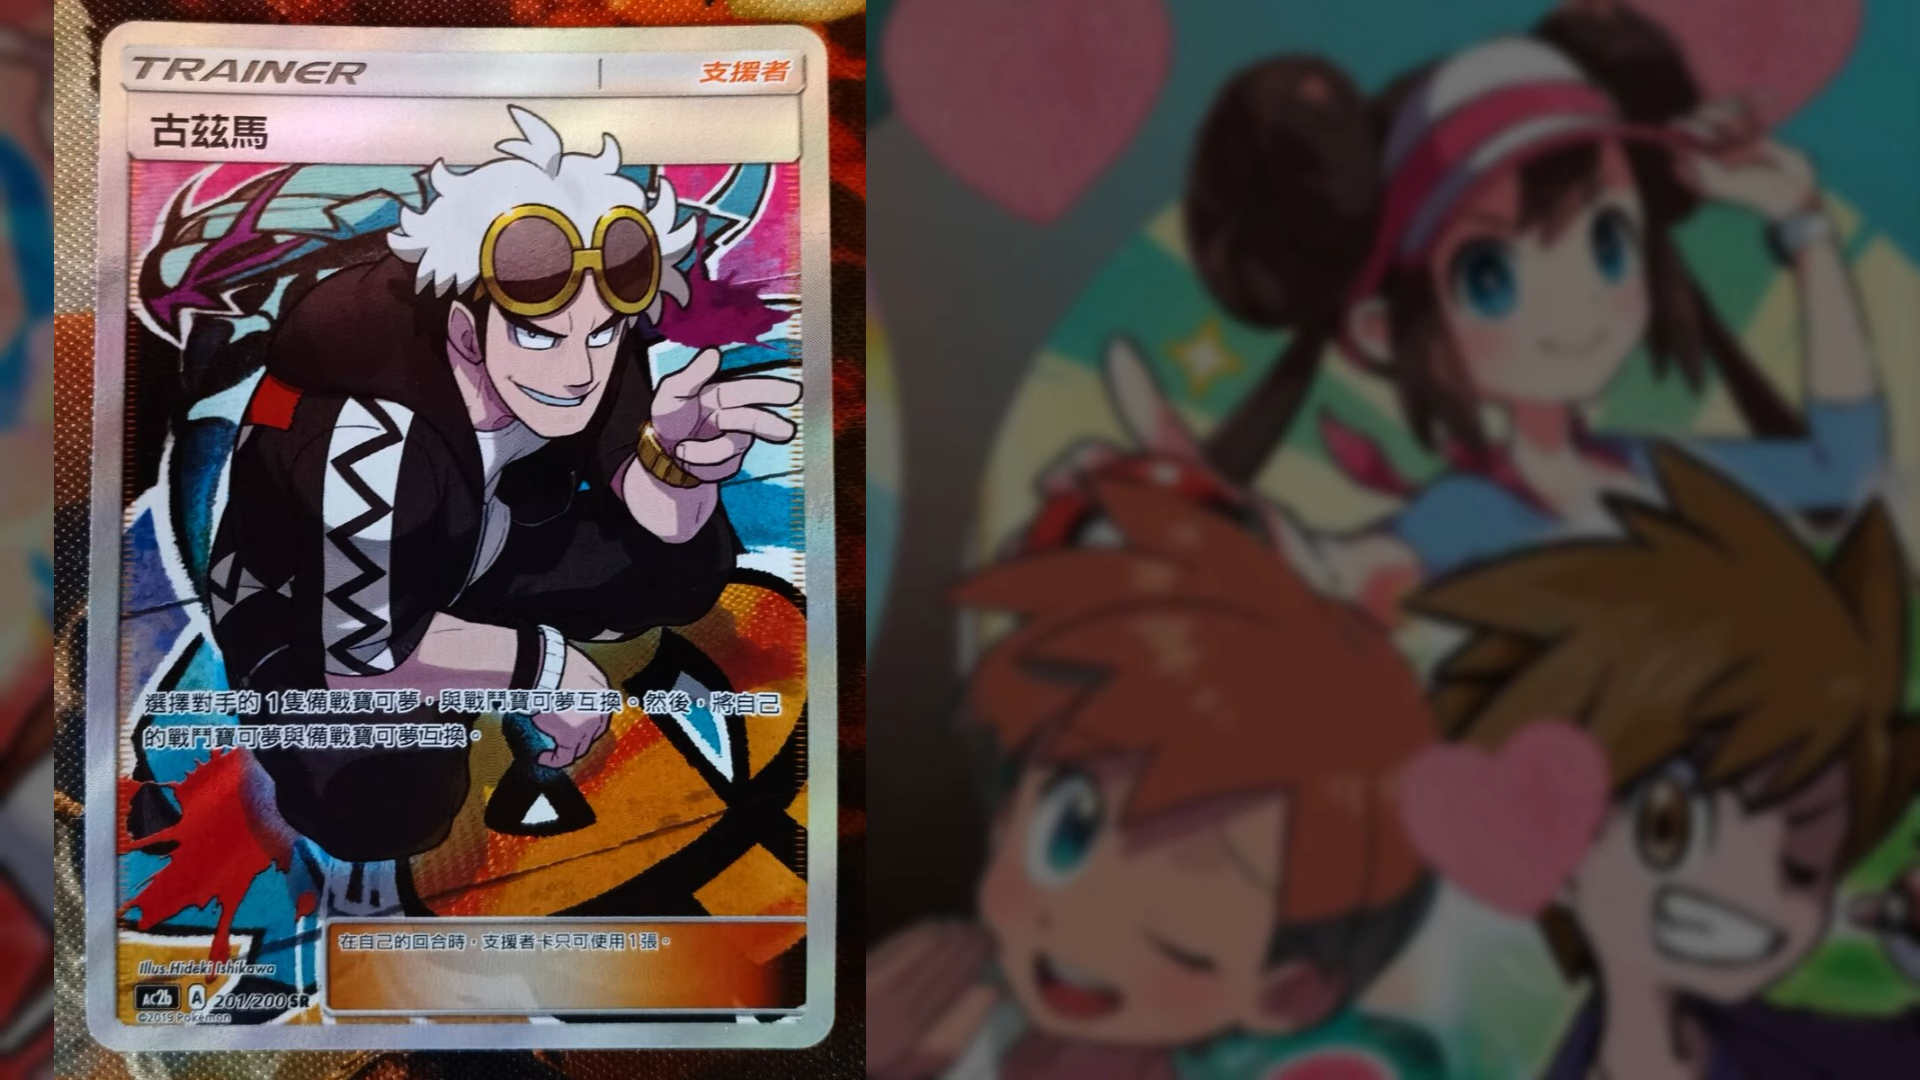 TRAINER
支援者
古茲馬
選擇對手的1隻備戰寶可夢，與戰鬥寶可夢互換。然後，將自己
的戰鬥寶可夢與備戰寶可夢互換。
在自己的回合時，支援者卡只可使用1張。
Illus.Hideki Ishikawa
AC2b A 201/200 SR
©2019 Pokémon